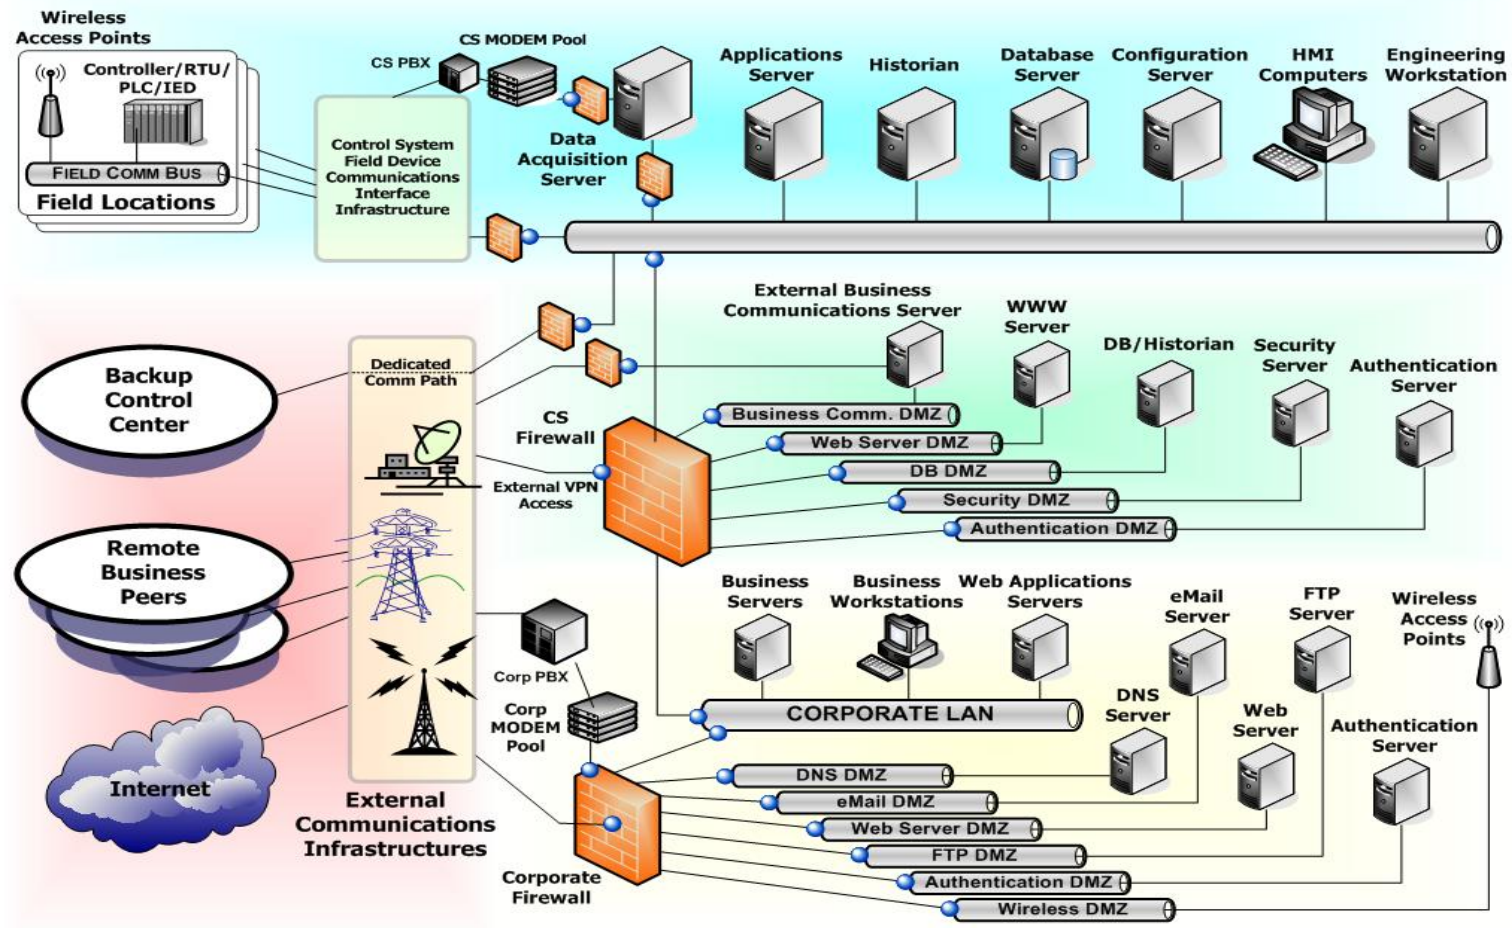 Wireless
Access Points
Controller/RTU/
PLC/IED
FIELD COMM BUS
Field Locations
CS PBX
CS MODEM Pool
Control System
Field Device
Communications
Interface
Infrastructure
Data
Acquisition
Server
Applications
Server
Historian
Database
Server
Configuration
Server
HMI
Computers
Engineering
Workstation
External Business
Communications Server
WWW
Server
DB/Historian
Security
Server
Authentication
Server
Backup
Control
Center
Dedicated
Comm Path
CS
Firewall
External VPN
Access
Business Comm. DMZ
Web Server DMZ
DB DMZ
Security DMZ
Authentication DMZ
Remote
Business
Peers
Internet
External
Communications
Infrastructures
Corp PBX
Corp
MODEM
Pool
Business
Servers
Business
Workstations
Web Applications
Servers
eMail
Server
FTP
Server
Wireless
Access
Points
CORPORATE LAN
DNS
Server
Web
Server
Authentication
Server
DNS DMZ
eMail DMZ
Web Server DMZ
FTP DMZ
Authentication DMZ
Wireless DMZ
Corporate
Firewall